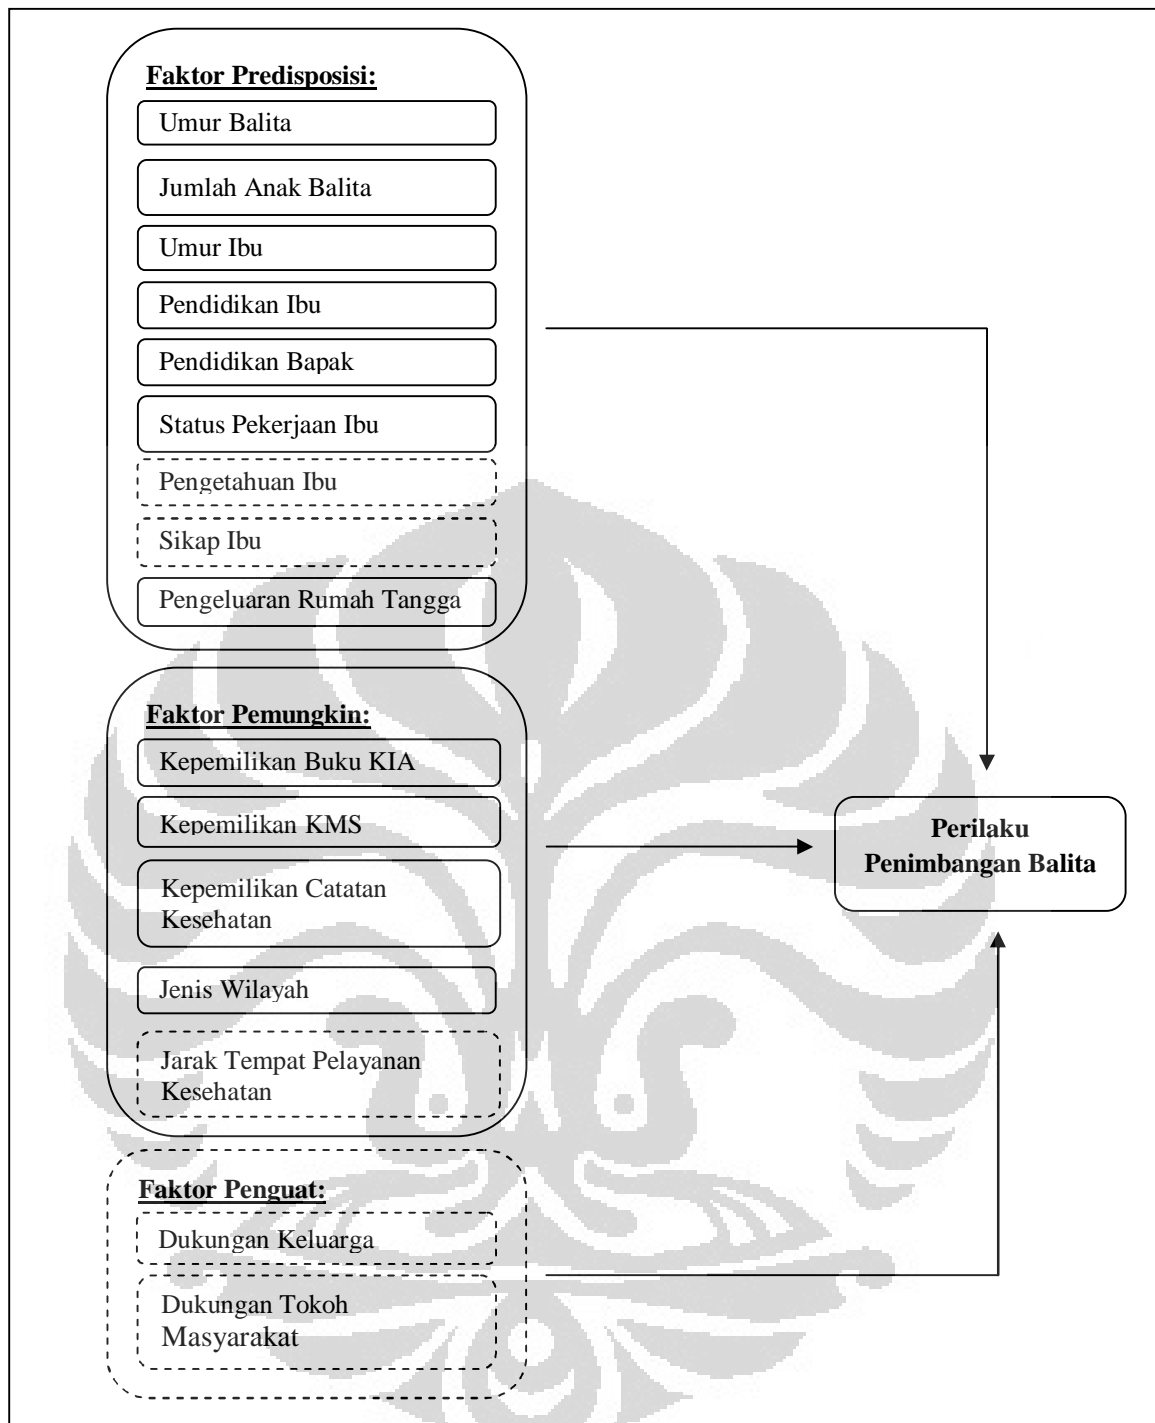 Faktor Predisposisi:
Umur Balita
Jumlah Anak Balita
Umur Ibu
Pendidikan Ibu
Pendidikan Bapak
Status Pekerjaan Ibu
Pengetahuan Ibu
Sikap Ibu
Pengeluaran Rumah Tangga
Faktor Pemungkin:
Kepemilikan Buku KIA
Kepemilikan KMS
Kepemilikan Catatan
Kesehatan
Jenis Wilayah
Jarak Tempat Pelayanan
Kesehatan
Faktor Penguat:
Dukungan Keluarga
Dukungan Tokoh
Masyarakat
Perilaku
Penimbangan Balita